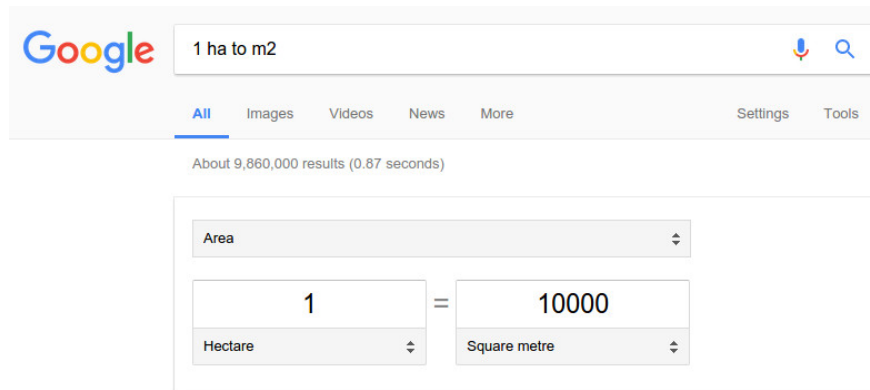 Google 1 ha to m2
All Images Videos News More Settings Tools
About 9,860,000 results (0.87 seconds)
Area
1 = 10000
Hectare Square metre